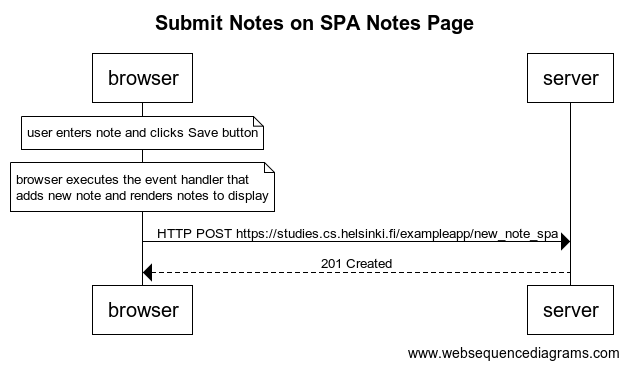 Submit Notes on SPA Notes Page
browser
server
user enters note and clicks Save button
browser executes the event handler that
adds new note and renders notes to display
HTTP POST https://studies.cs.helsinki.fi/exampleapp/new_note_spa
201 Created
browser
server
www.websequencediagrams.com